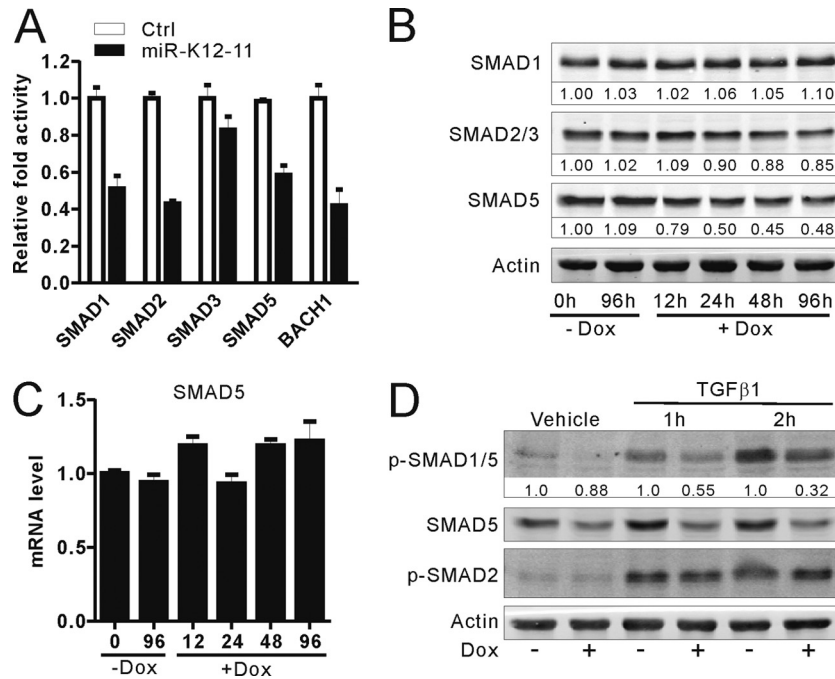 A
Ctrl
miR-K12-11
Relative fold activity
1.2
1.0
0.8
0.6
0.4
0.2
0.0
SMAD1 SMAD2 SMAD3 SMAD5 BACH1
B
SMAD1
1.00 1.03 1.02 1.06 1.05 1.10
SMAD2/3
1.00 1.02 1.09 0.90 0.88 0.85
SMAD5
1.00 1.09 0.79 0.50 0.45 0.48
Actin
0h 96h 12h 24h 48h 96h
- Dox + Dox
C
SMAD5
mRNA level
1.5
1.0
0.5
0.0
0 96 12 24 48 96
-Dox +Dox
D
TGFβ1
Vehicle 1h 2h
p-SMAD1/5
1.0 0.88 1.0 0.55 1.0 0.32
SMAD5
p-SMAD2
Actin
Dox - + - + - +